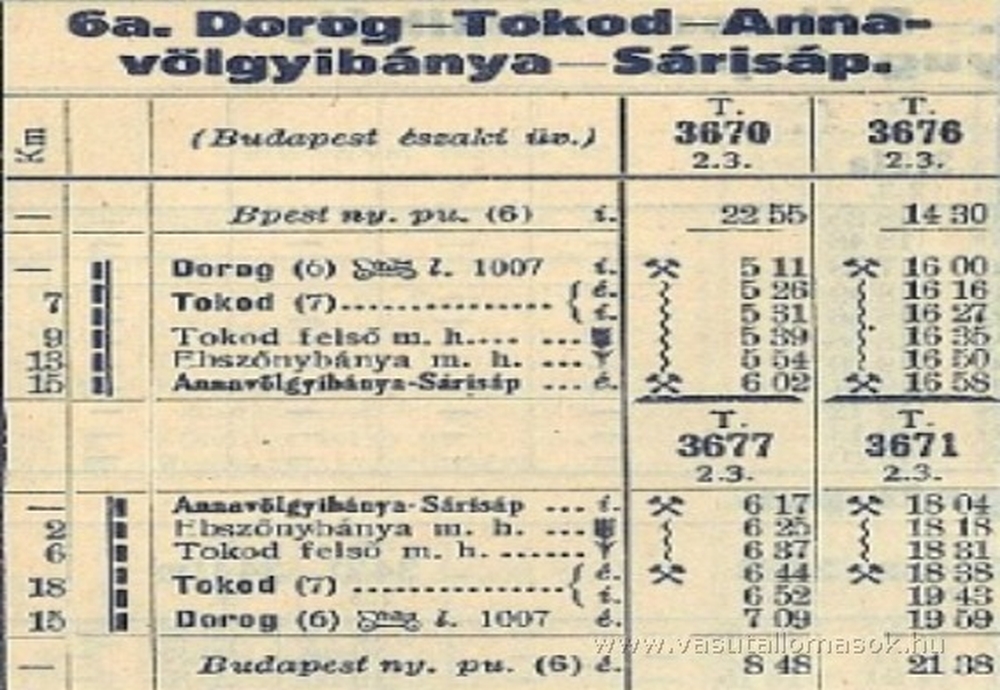 6a. Dorog—Tokod—Anna-
völgyibánya—Sárisáp.
Km (Budapest északi üv.) T. 3670 2.3. T. 3676 2.3.
— Bpest ny. pu. (6) i. 22 55 14 30
— Dorog (6) l. 1007 i. 5 11 16 00
7 Tokod (7)............... { é. 5 26 16 16
i. 5 31 16 27
9 Tokod felső m. h.... ... 5 39 16 35
13 Ebszőnybánya m. h. ... 5 54 16 50
15 Annavölgyibánya-Sárisáp ... é. 6 02 16 58
T. 3677 2.3. T. 3671 2.3.
— Annavölgyibánya-Sárisáp ... i. 6 17 18 04
2 Ebszőnybánya m. h. ... 6 25 18 18
6 Tokod felső m. h. ....... 6 37 18 31
18 Tokod (7) ............... { é. 6 44 18 38
i. 6 52 19 43
15 Dorog (6) l. 1007 é. 7 09 19 59
— Budapest ny. pu. (6) é. 8 48 21 38
www.vasutallomasok.hu